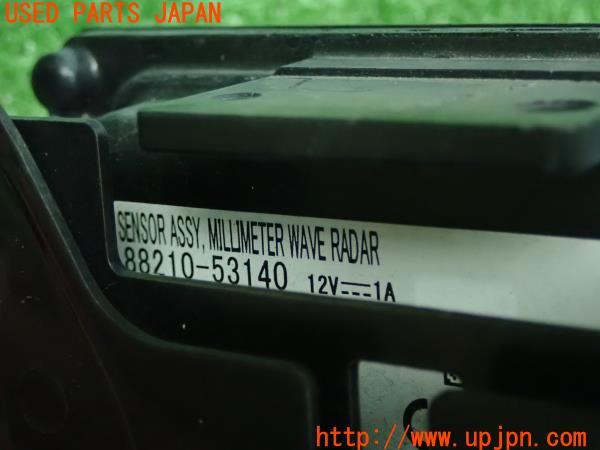 USED PARTS JAPAN
SENSOR ASSY, MILLIMETER WAVE RADAR
88210-53140 12V⎓1A
http://www.upjpn.com/